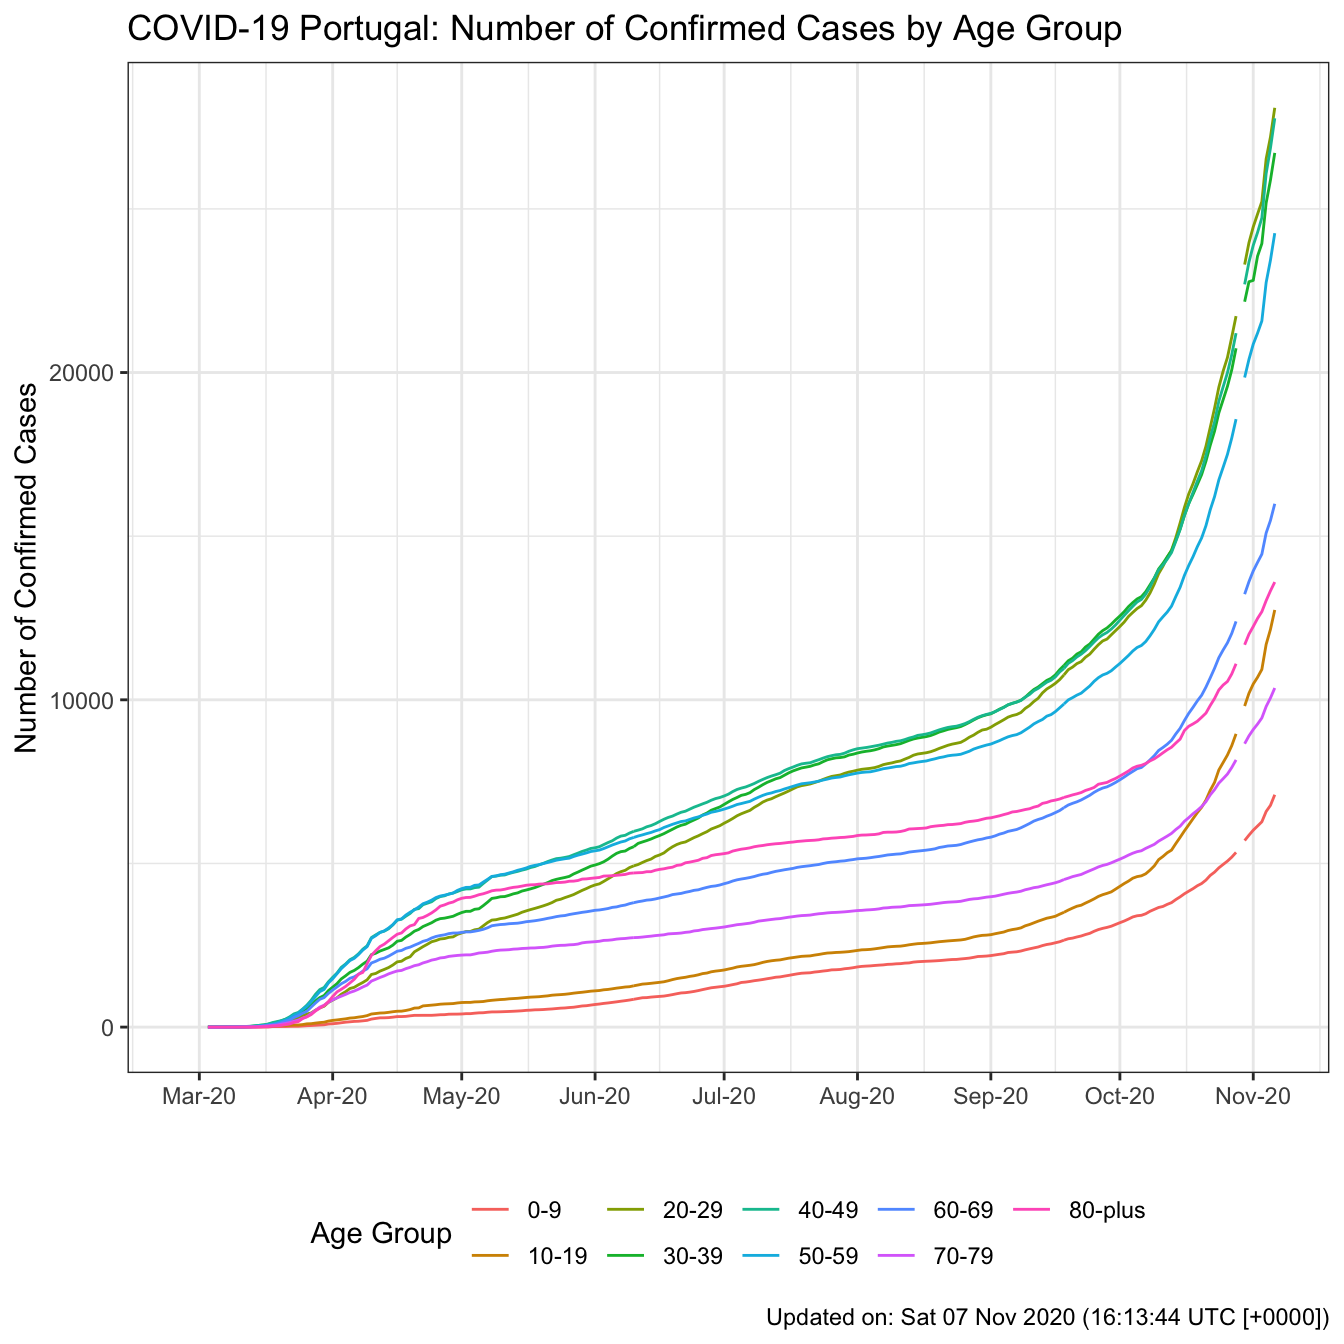 COVID-19 Portugal: Number of Confirmed Cases by Age Group
Number of Confirmed Cases
20000
10000
0
Mar-20 Apr-20 May-20 Jun-20 Jul-20 Aug-20 Sep-20 Oct-20 Nov-20
Age Group
0-9 20-29 40-49 60-69 80-plus
10-19 30-39 50-59 70-79
Updated on: Sat 07 Nov 2020 (16:13:44 UTC [+0000])